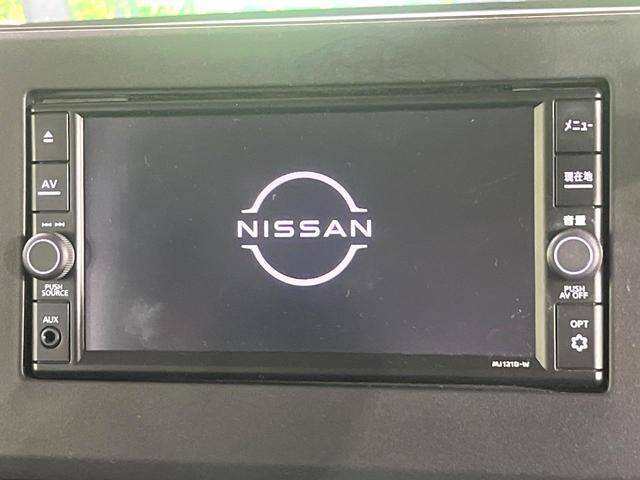 メニュー
AV
現在地
音量
NISSAN
PUSH
SOURCE
PUSH
AV OFF
AUX
OPT
MJ121D-W